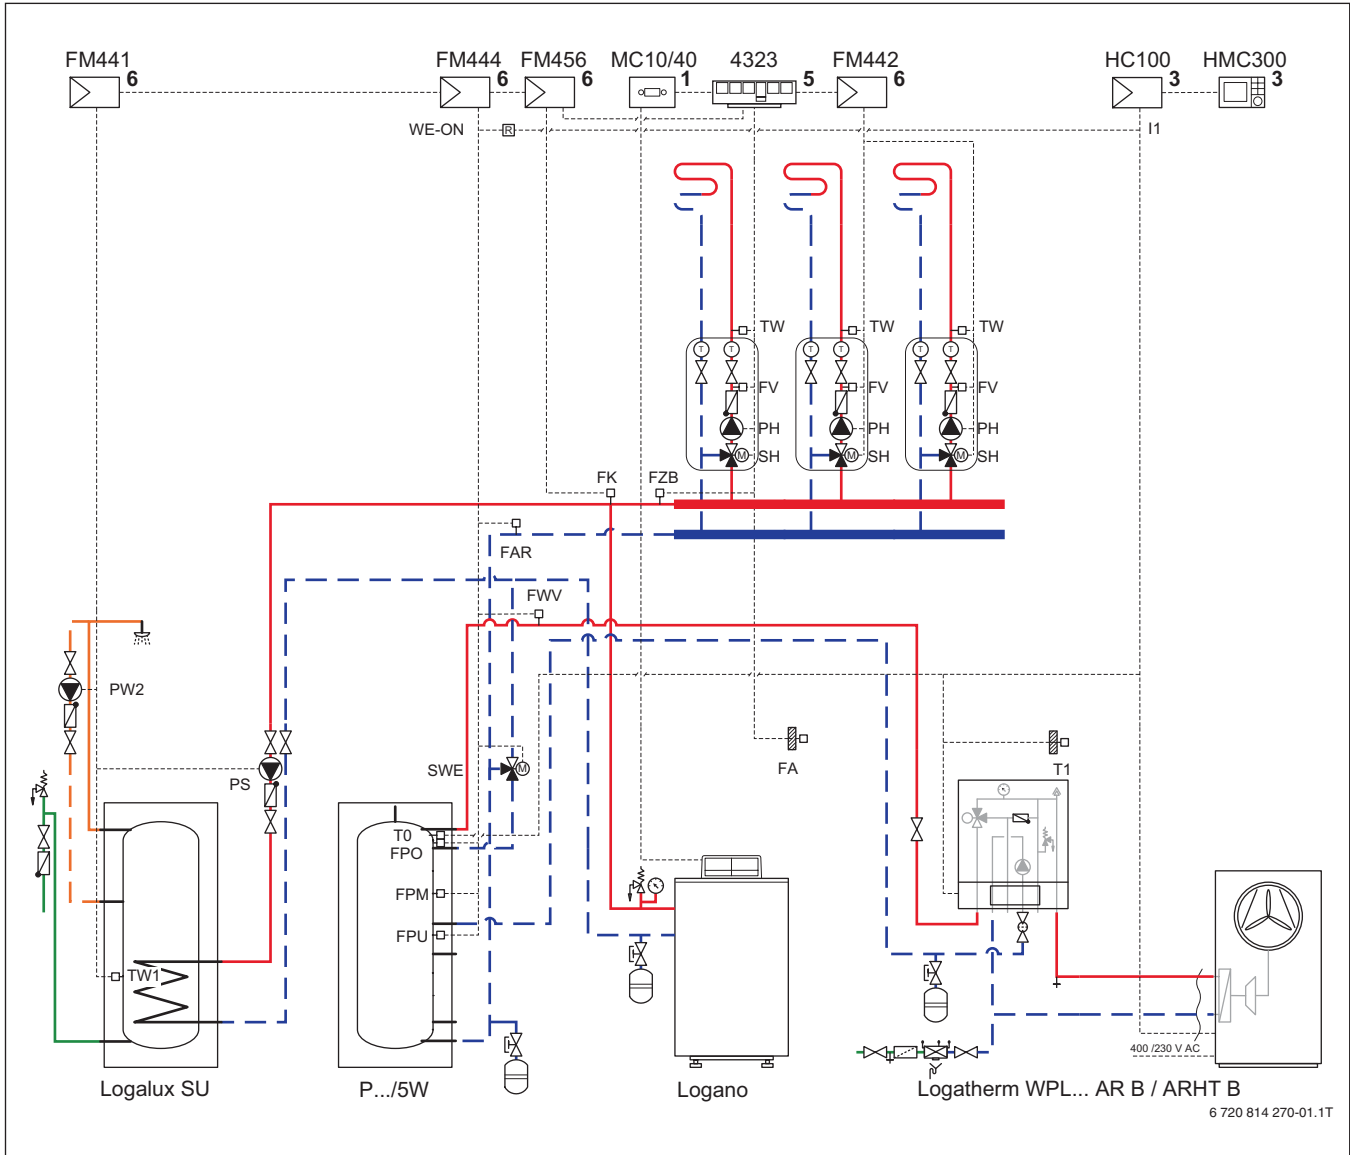 FM441
6
FM444
6
FM456
6
MC10/40
1
4323
5
FM442
6
HC100
3
HMC300
3
WE-ON
R
I1
TW
TW
TW
T
T
T
T
T
T
FV
FV
FV
PH
PH
PH
M
SH
M
SH
M
SH
FK
FZB
FAR
FWV
PW2
PS
SWE
M
FA
T1
T0
FPO
FPM
FPU
TW1
400 /230 V AC
Logalux SU
P.../5W
Logano
Logatherm WPL... AR B / ARHT B
6 720 814 270-01.1T